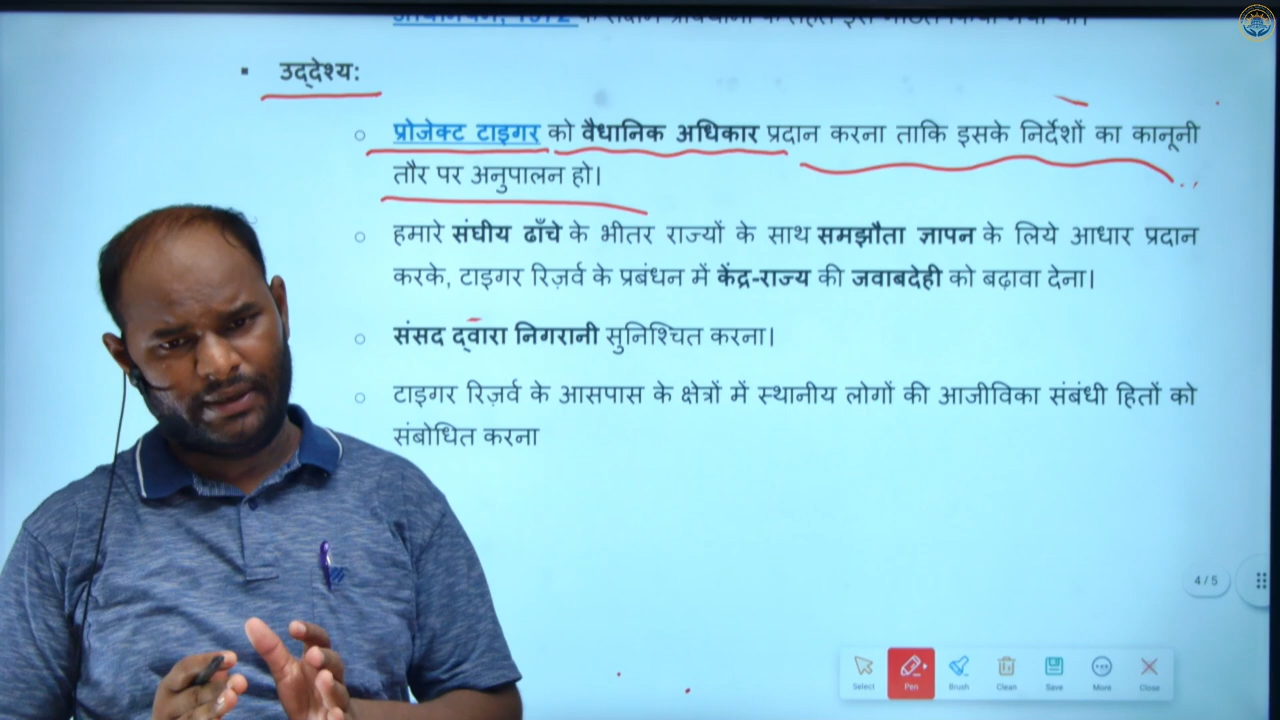 उद्देश्य:
प्रोजेक्ट टाइगर को वैधानिक अधिकार प्रदान करना ताकि इसके निर्देशों का कानूनी
तौर पर अनुपालन हो।
हमारे संघीय ढाँचे के भीतर राज्यों के साथ समझौता ज्ञापन के लिये आधार प्रदान
करके, टाइगर रिज़र्व के प्रबंधन में केंद्र-राज्य की जवाबदेही को बढ़ावा देना।
संसद द्वारा निगरानी सुनिश्चित करना।
टाइगर रिज़र्व के आसपास के क्षेत्रों में स्थानीय लोगों की आजीविका संबंधी हितों को
संबोधित करना
4 / 5
Select Pen Brush Clean Save More Close